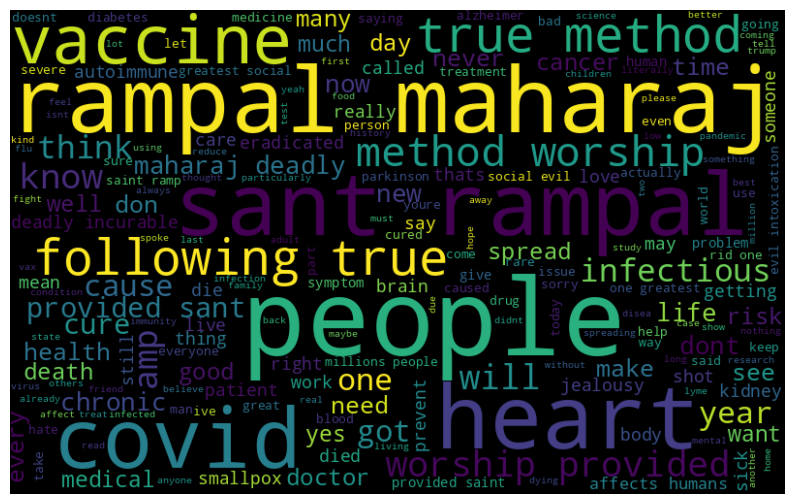 doesnt diabetes medicine many saying alzheimer bad science better
vaccine lot let much day true method going coming tell trump
severe autoimmune greatest social yeah now never called treatment cancer human time literally
rampal maharaj
feel isnt test first food really person children please even someone
kind flu using think history care eradicated method worship low pandemic something
sure maharaj deadly reduce particularly parkinson thats social evil love actually
know saint ramp always thought new youre two best
fight well don sant rampal away say cured world use million
deadly incurable must hope come may problem evil intoxication
following true spoke last adult part rare spread study rid one
vax mean cause infection family symptom brain due give issue infectious
condition die caused drug sorry one greatest getting
provided sant immunity people didnt today spreading disea case show life risk
state cure amp live thing back maybe help way nothing
health still everyone right millions people will make said keep
virus death others good work one see long dont research
already chronic friend patient need jealousy without shot lyme
affect treat infected believe man ive great real blood prevent heart kidney year
every hate covid yes got body want mental
take read died living worship provided sick another home
medical anyone smallpox doctor provided saint dying affects humans